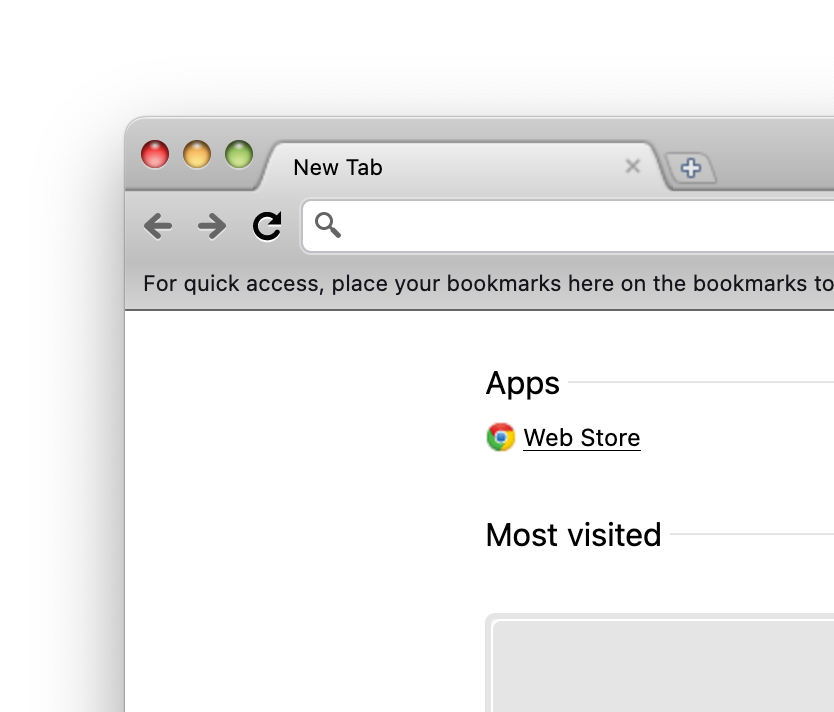 New Tab
For quick access, place your bookmarks here on the bookmarks to
Apps
Web Store
Most visited